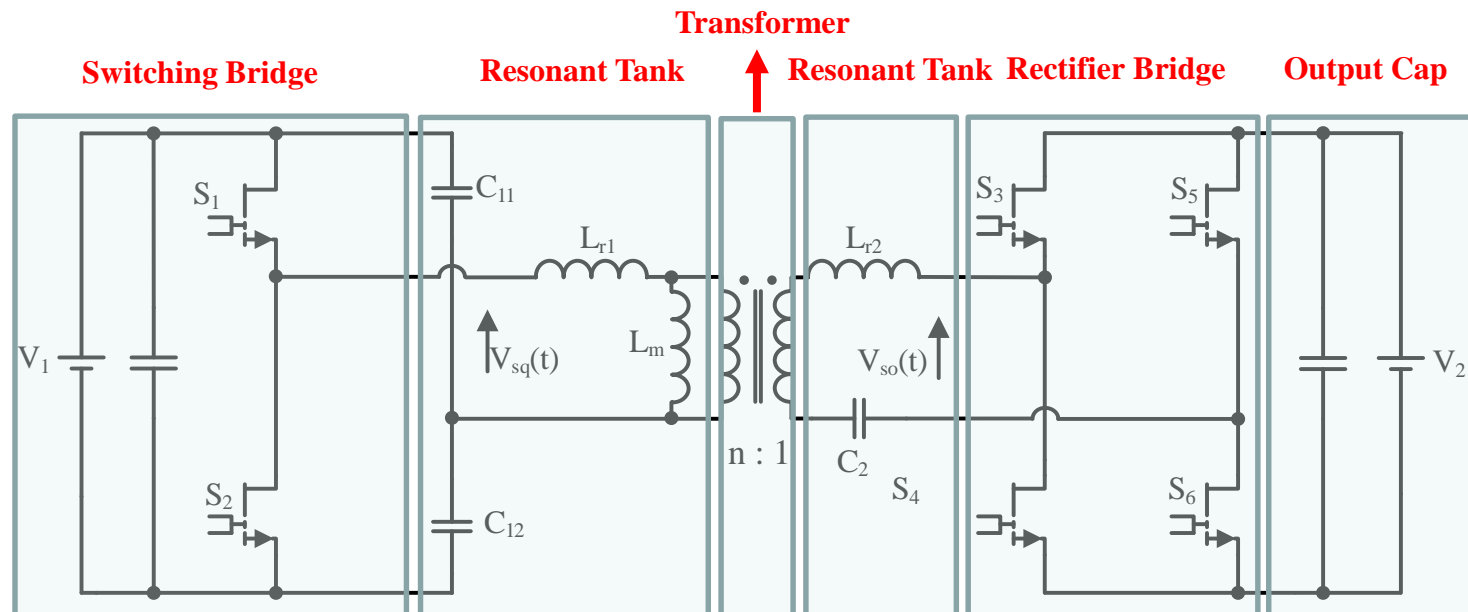 Transformer
Switching Bridge
Resonant Tank
Resonant Tank
Rectifier Bridge
Output Cap
S₁
C₁₁
S₃
S₅
Lᵣ₁
Lᵣ₂
V₁
Vsq(t)
Lₘ
Vso(t)
V₂
n : 1
C₂
S₂
S₄
S₆
C₁₂